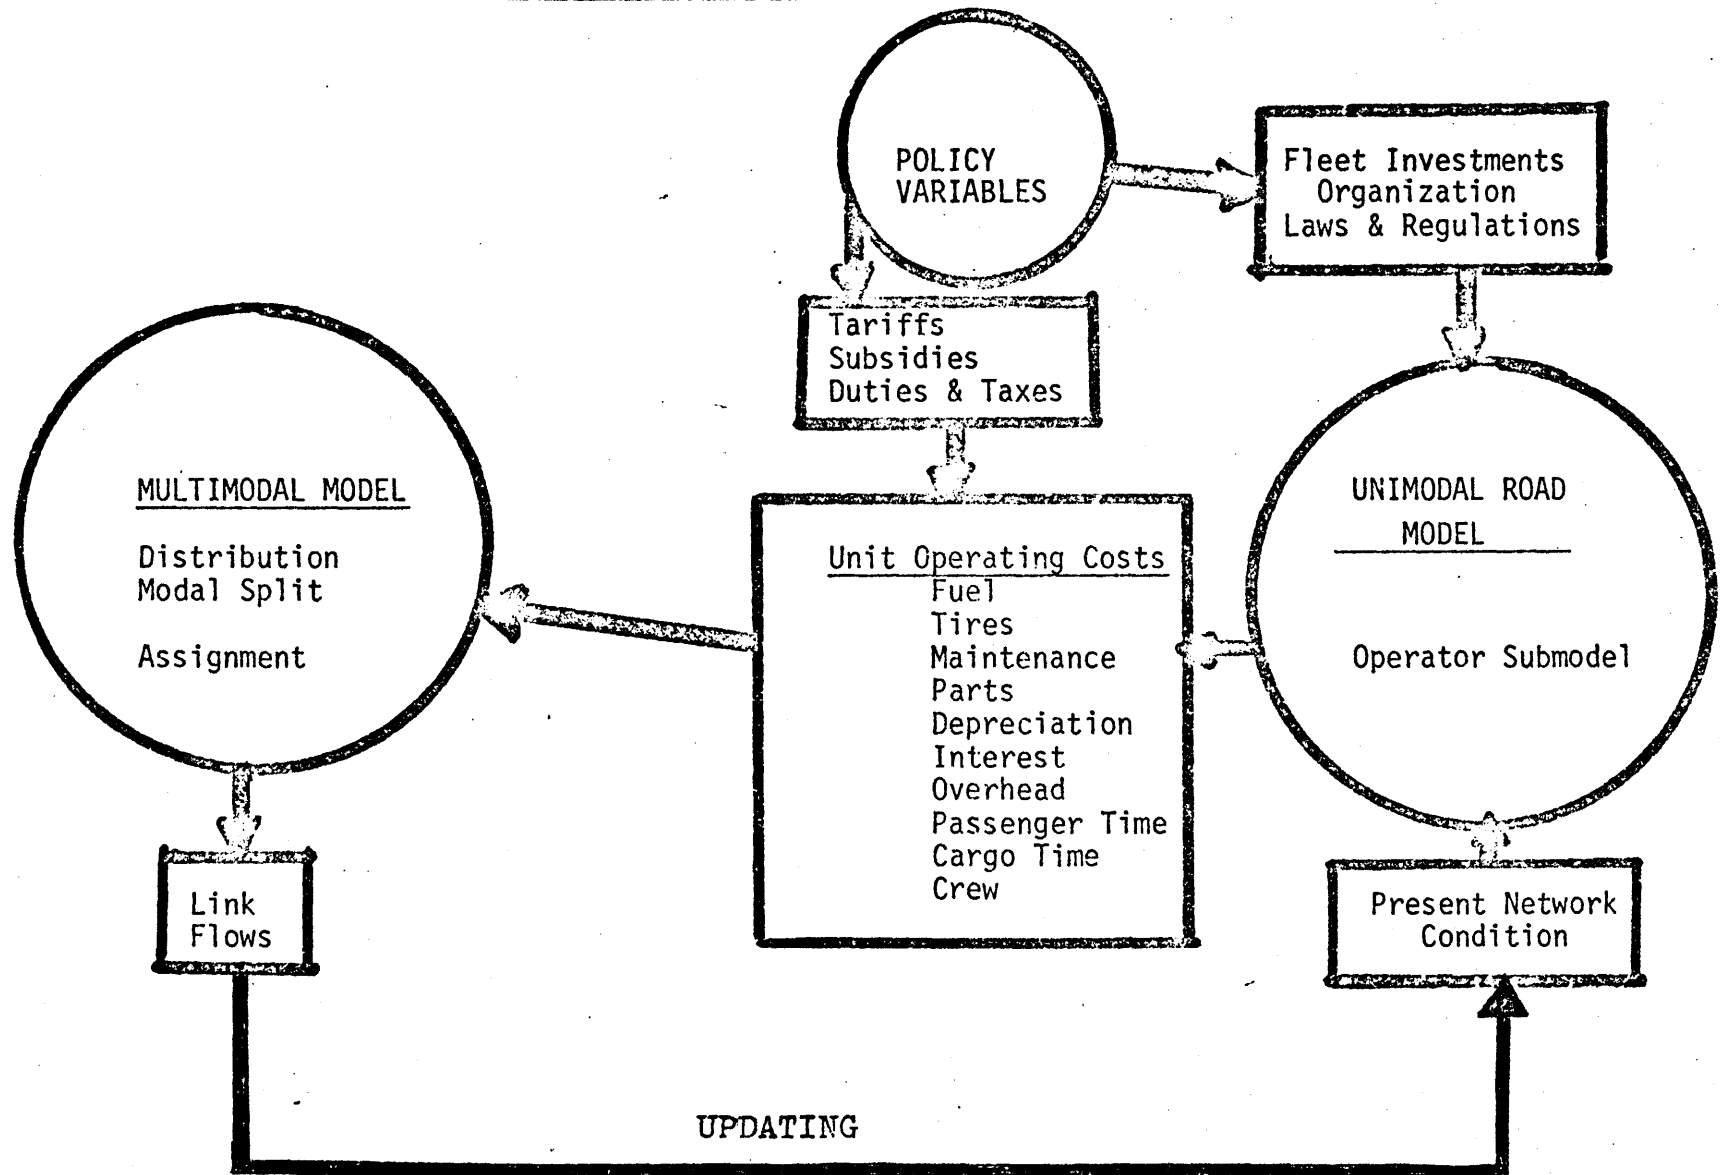 POLICY
VARIABLES
Fleet Investments
Organization
Laws & Regulations
Tariffs
Subsidies
Duties & Taxes
MULTIMODAL MODEL
Distribution
Modal Split
Assignment
Unit Operating Costs
Fuel
Tires
Maintenance
Parts
Depreciation
Interest
Overhead
Passenger Time
Cargo Time
Crew
UNIMODAL ROAD
MODEL
Operator Submodel
Link
Flows
Present Network
Condition
UPDATING